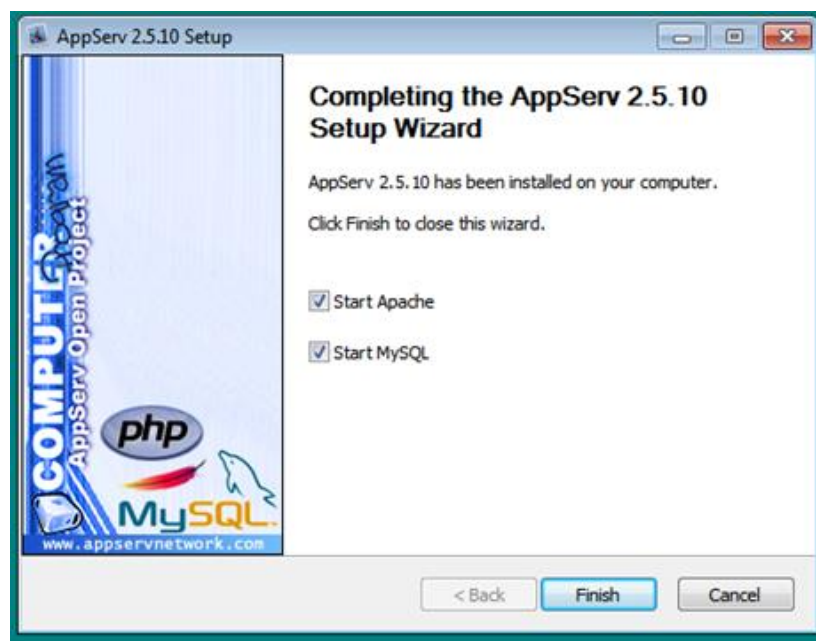 AppServ 2.5.10 Setup
Completing the AppServ 2.5.10
Setup Wizard
AppServ 2.5.10 has been installed on your computer.
Click Finish to close this wizard.
Start Apache
Start MySQL
COMPUTER
Program
AppServ Open Project
php
MySQL
www.appservnetwork.com
< Back
Finish
Cancel